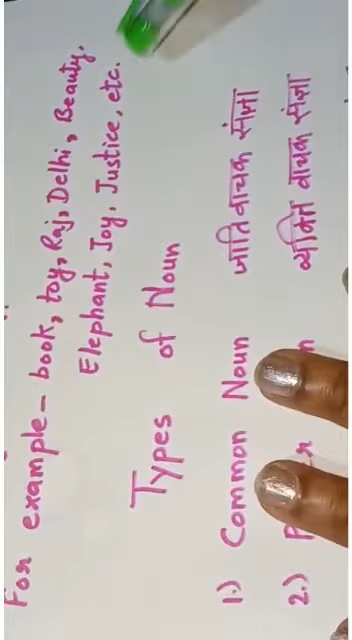 For example - book, toy, Raj, Delhi, Beauty,
Elephant, Joy, Justice, etc.
Types of Noun
1.) Common Noun जातिवाचक संज्ञा
2.) व्यक्ति वाचक संज्ञा